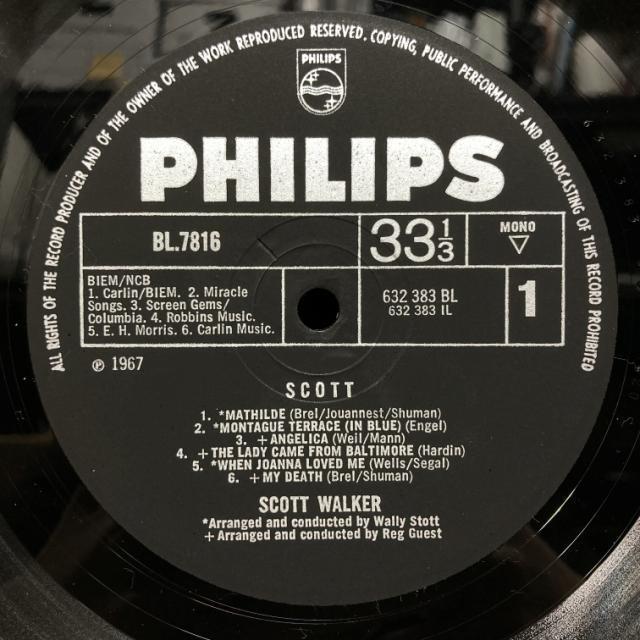 ALL RIGHTS OF THE RECORD PRODUCER AND OF THE OWNER OF THE WORK REPRODUCED RESERVED. COPYING, PUBLIC PERFORMANCE AND BROADCASTING OF THIS RECORD PROHIBITED
PHILIPS
PHILIPS
BL.7816
33⅓
MONO
BIEM/NCB
1. Carlin/BIEM. 2. Miracle
Songs. 3. Screen Gems/
Columbia. 4. Robbins Music.
5. E. H. Morris. 6. Carlin Music.
632 383 BL
632 383 IL
1
℗ 1967
SCOTT
1. *MATHILDE (Brel/Jouannest/Shuman)
2. *MONTAGUE TERRACE (IN BLUE) (Engel)
3. +ANGELICA (Weil/Mann)
4. +THE LADY CAME FROM BALTIMORE (Hardin)
5. *WHEN JOANNA LOVED ME (Wells/Segal)
6. +MY DEATH (Brel/Shuman)
SCOTT WALKER
*Arranged and conducted by Wally Stott
+Arranged and conducted by Reg Guest